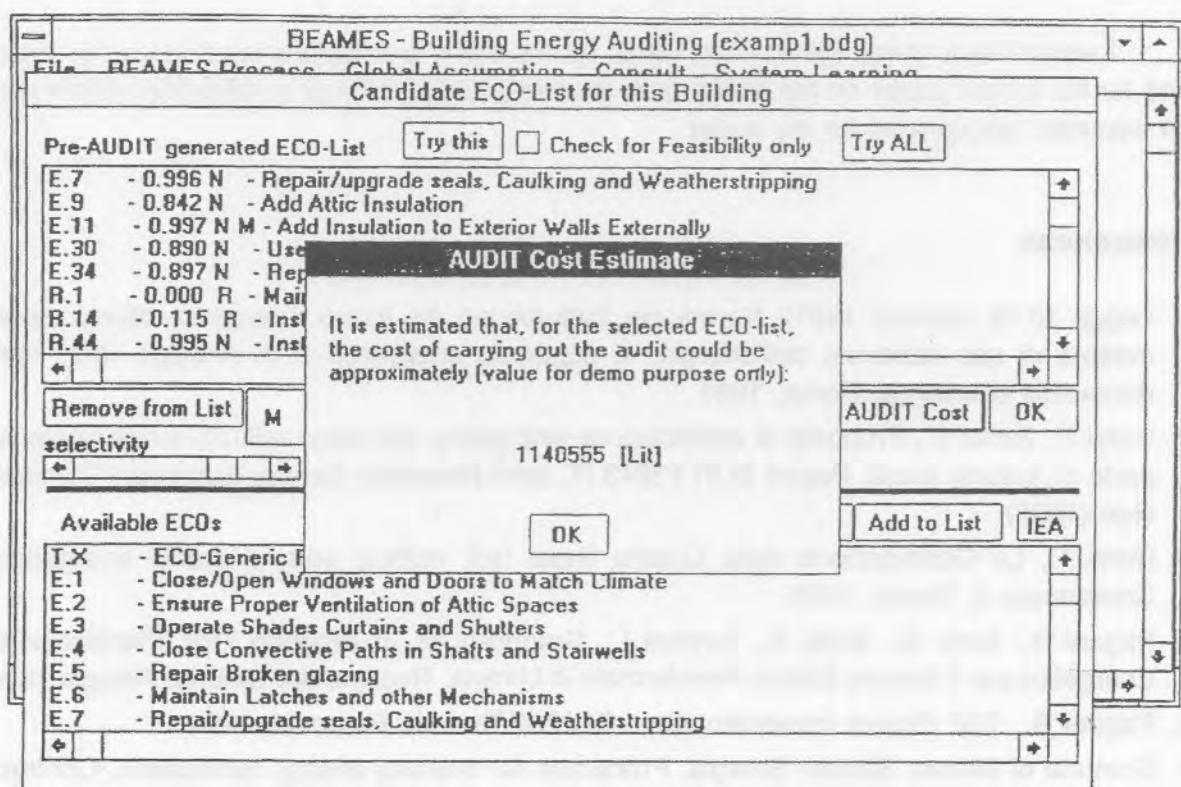 BEAMES - Building Energy Auditing (examp1.bdg)
File BEAMES Process Global Assumption Consult System Learning
Candidate ECO-List for this Building
Pre-AUDIT generated ECO-List Try this Check for Feasibility only Try ALL
E.7 - 0.996 N - Repair/upgrade seals, Caulking and Weatherstripping
E.9 - 0.842 N - Add Attic Insulation
E.11 - 0.997 N M - Add Insulation to Exterior Walls Externally
E.30 - 0.890 N - Use
E.34 - 0.897 N - Rep
R.1 - 0.000 R - Mai
R.14 - 0.115 R - Inst
R.44 - 0.995 N - Inst
AUDIT Cost Estimate
It is estimated that, for the selected ECO-list,
the cost of carrying out the audit could be
approximately (value for demo purpose only).
1140555 [Lit]
OK
Remove from List M AUDIT Cost OK
selectivity
Available ECOs Add to List IEA
E.X - ECO-Generic
E.1 - Close/Open Windows and Doors to Match Climate
E.2 - Ensure Proper Ventilation of Attic Spaces
E.3 - Operate Shades Curtains and Shutters
E.4 - Close Convective Paths in Shafts and Stairwells
E.5 - Repair Broken glazing
E.6 - Maintain Latches and other Mechanisms
E.7 - Repair/upgrade seals, Caulking and Weatherstripping